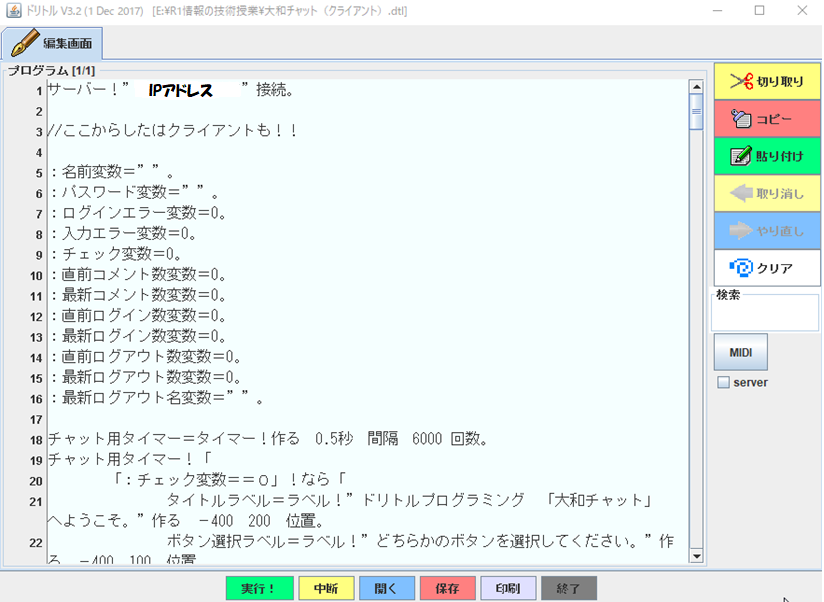 ドリトル V3.2 (1 Dec 2017) [E:¥R1情報の技術授業¥大和チャット（クライアント）.dtl]
編集画面
プログラム [1/1]
1 サーバー！” IPアドレス ”接続。
2
3 //ここからしたはクライアントも！！
4
5 ：名前変数＝””。
6 ：パスワード変数＝””。
7 ：ログインエラー変数＝0。
8 ：入力エラー変数＝0。
9 ：チェック変数＝0。
10 ：直前コメント数変数＝0。
11 ：最新コメント数変数＝0。
12 ：直前ログイン数変数＝0。
13 ：最新ログイン数変数＝0。
14 ：直前ログアウト数変数＝0。
15 ：最新ログアウト数変数＝0。
16 ：最新ログアウト名変数＝””。
17
18 チャット用タイマー＝タイマー！作る 0.5秒 間隔 6000 回数。
19 チャット用タイマー！「
20 「：チェック変数＝＝０」！なら「
21 タイトルラベル＝ラベル！”ドリトルプログラミング 「大和チャット」
へようこそ。”作る －400 200 位置。
22 ボタン選択ラベル＝ラベル！”どちらかのボタンを選択してください。”作
る －400 100 位置
切り取り
コピー
貼り付け
取り消し
やり直し
クリア
検索
MIDI
server
実行！
中断
開く
保存
印刷
終了